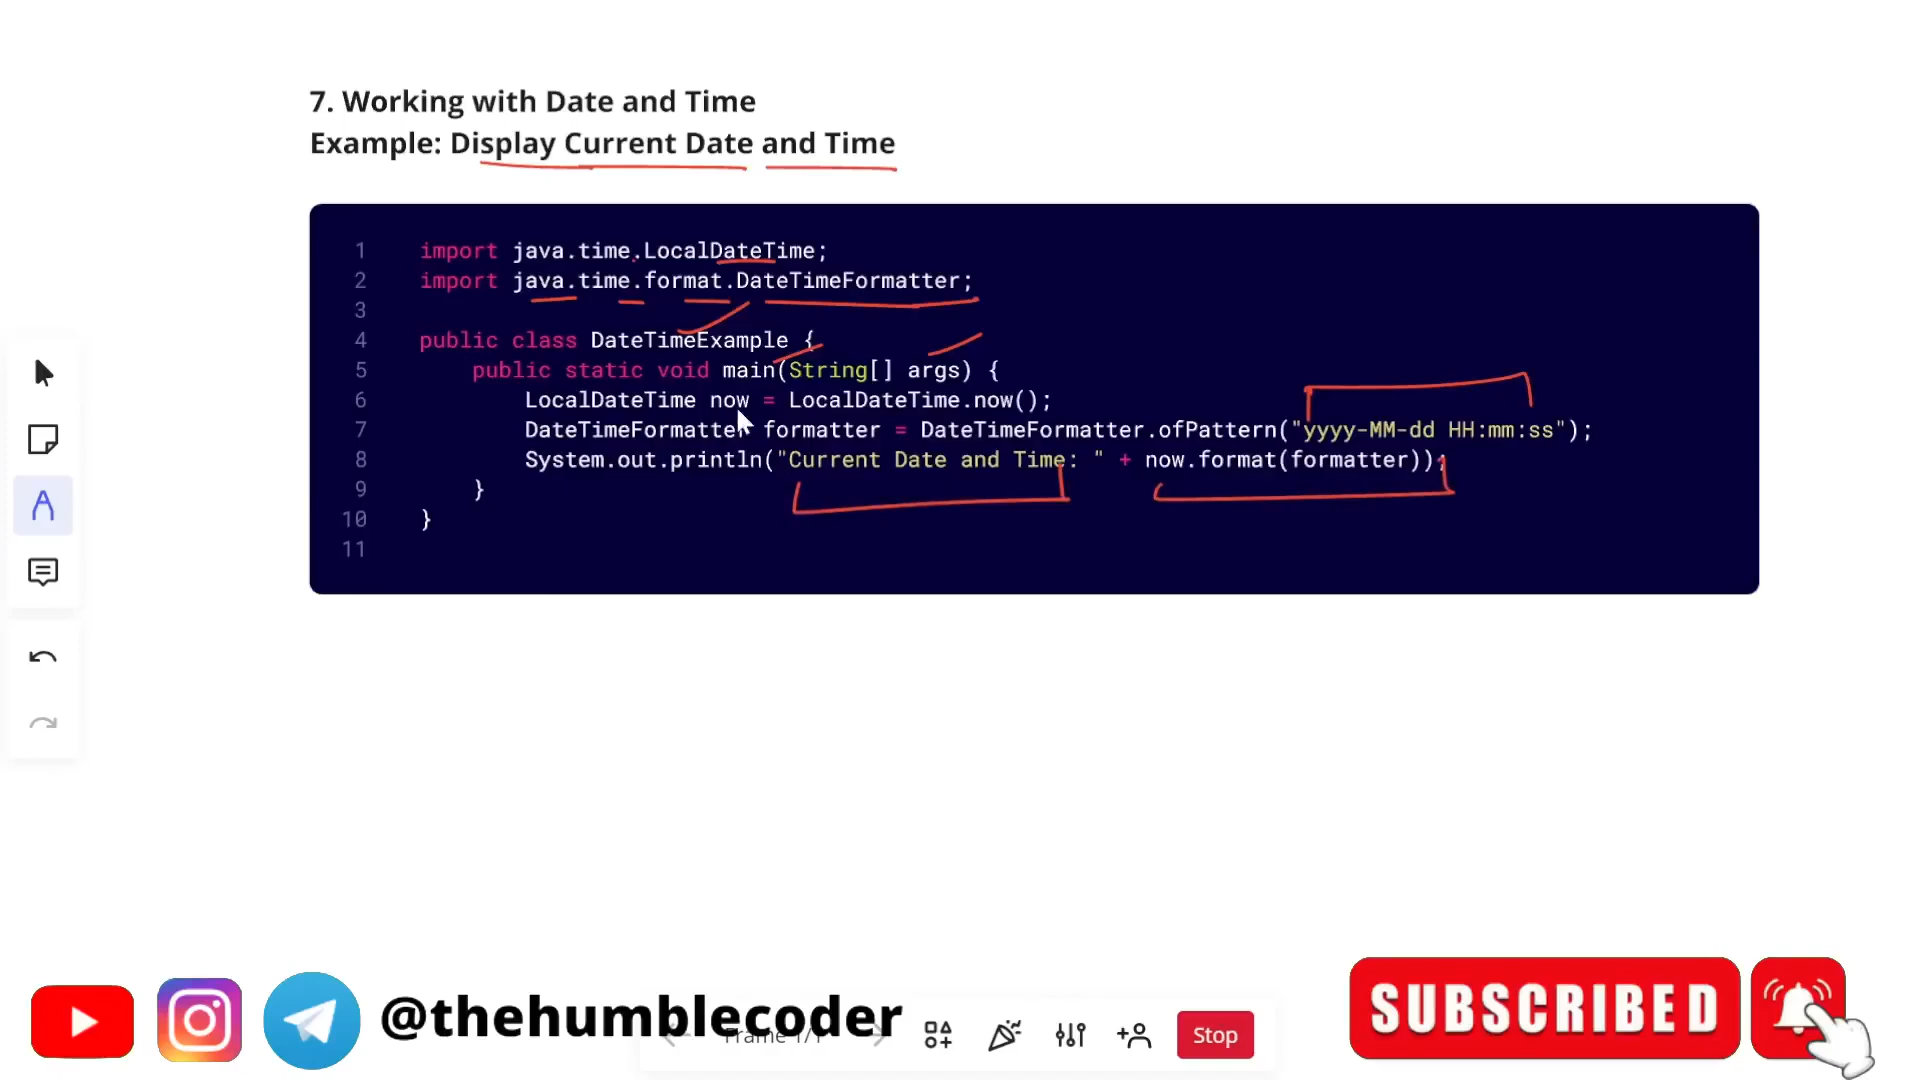 7. Working with Date and Time
Example: Display Current Date and Time
1 import java.time.LocalDateTime;
2 import java.time.format.DateTimeFormatter;
3
4 public class DateTimeExample {
5 public static void main(String[] args) {
6 LocalDateTime now = LocalDateTime.now();
7 DateTimeFormatter formatter = DateTimeFormatter.ofPattern("yyyy-MM-dd HH:mm:ss");
8 System.out.println("Current Date and Time: " + now.format(formatter));
9 }
10 }
11
@thehumblecoder
Frame 1/1
Stop
SUBSCRIBED